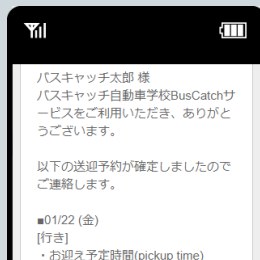 バスキャッチ太郎 様
バスキャッチ自動車学校BusCatchサ
ービスをご利用いただき、ありがと
うございます。
以下の送迎予約が確定しましたので
ご連絡します。
■01/22 (金)
[行き]
・お迎え予定時間(pickup time)